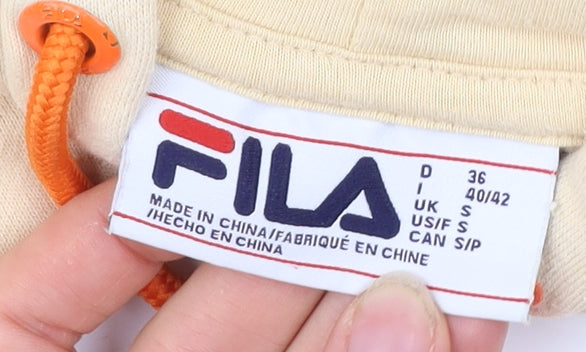 FILA
D 36
I 40/42
UK S
US/F S
CAN S/P
MADE IN CHINA/FABRIQUÉ EN CHINE
/HECHO EN CHINA